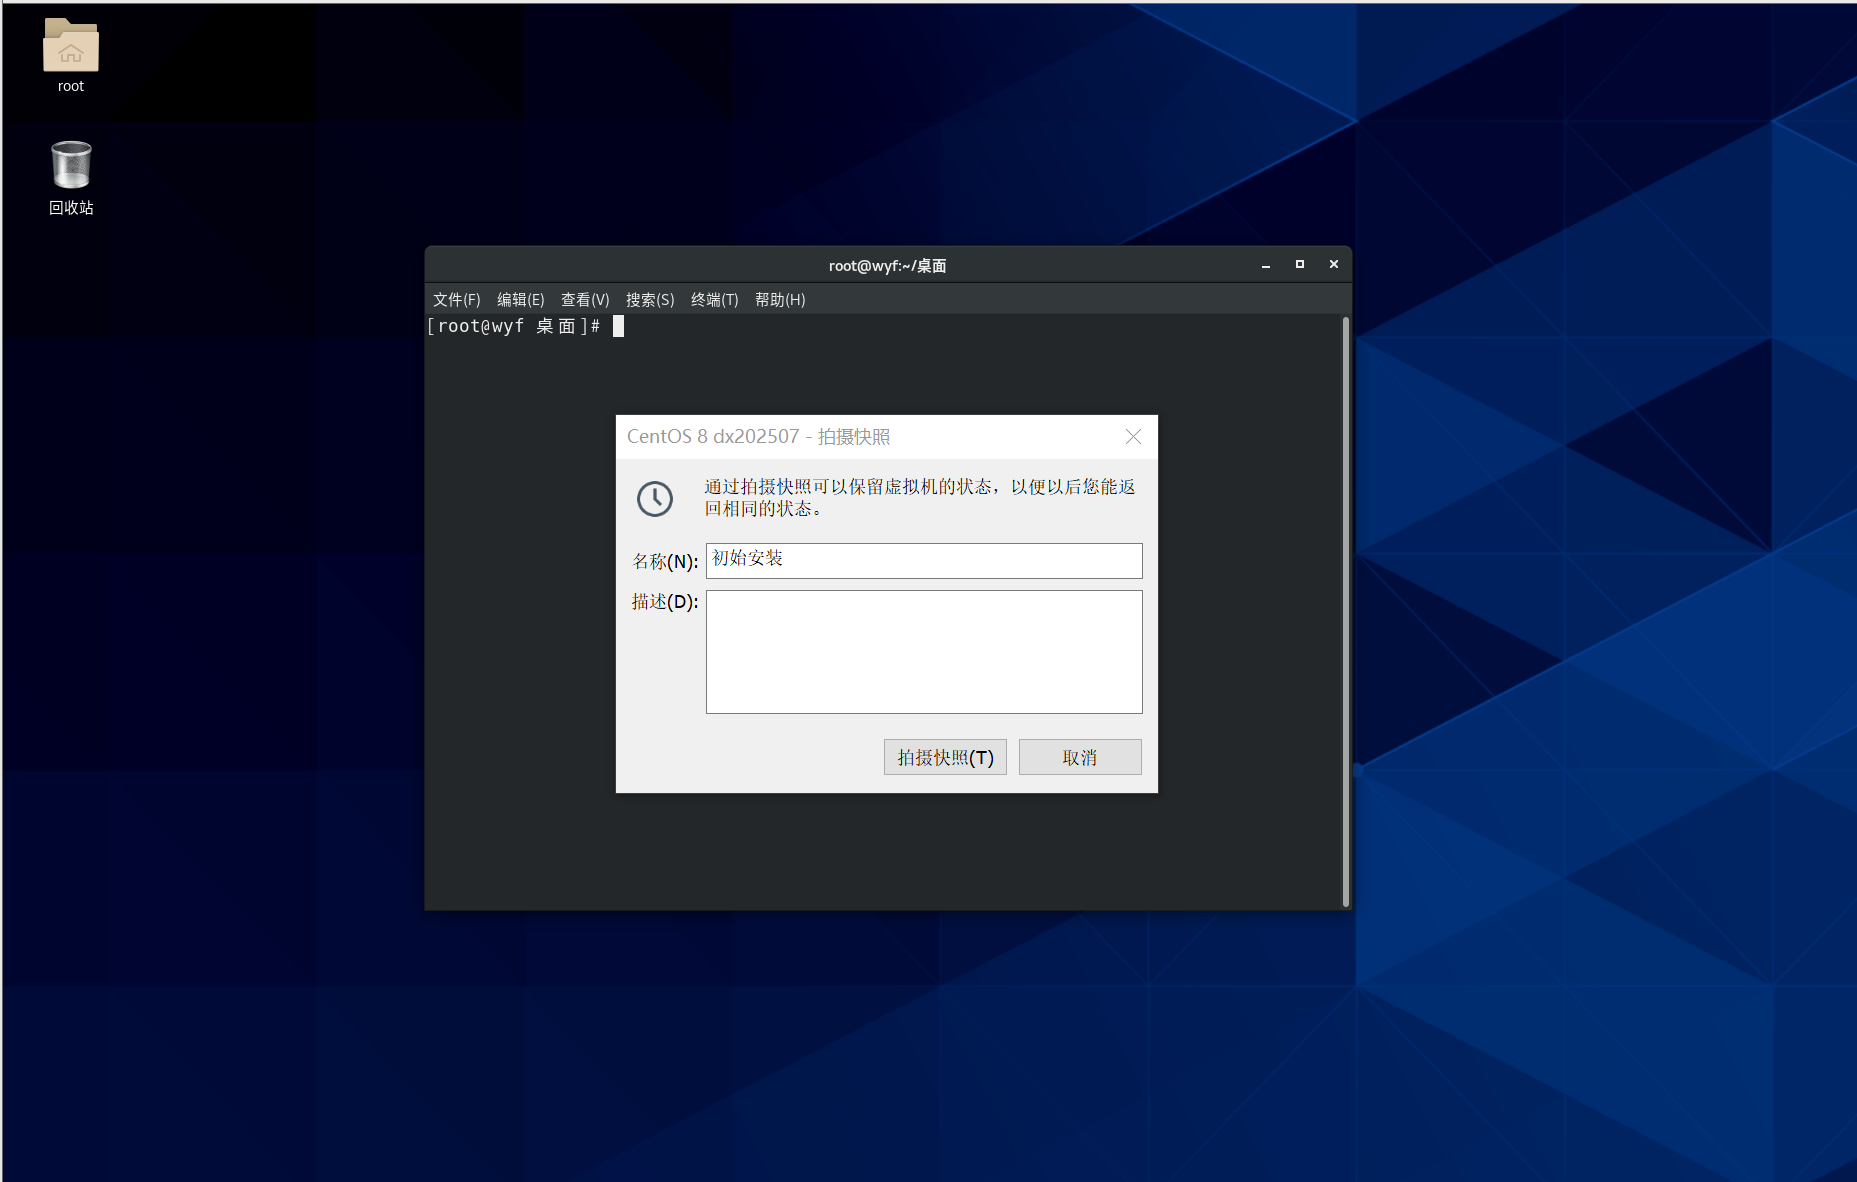 root
回收站
root@wyf:~/桌面
文件(F) 编辑(E) 查看(V) 搜索(S) 终端(T) 帮助(H)
[root@wyf 桌面]#
CentOS 8 dx202507 - 拍摄快照
通过拍摄快照可以保留虚拟机的状态，以便以后您能返
回相同的状态。
名称(N): 初始安装
描述(D):
拍摄快照(T) 取消